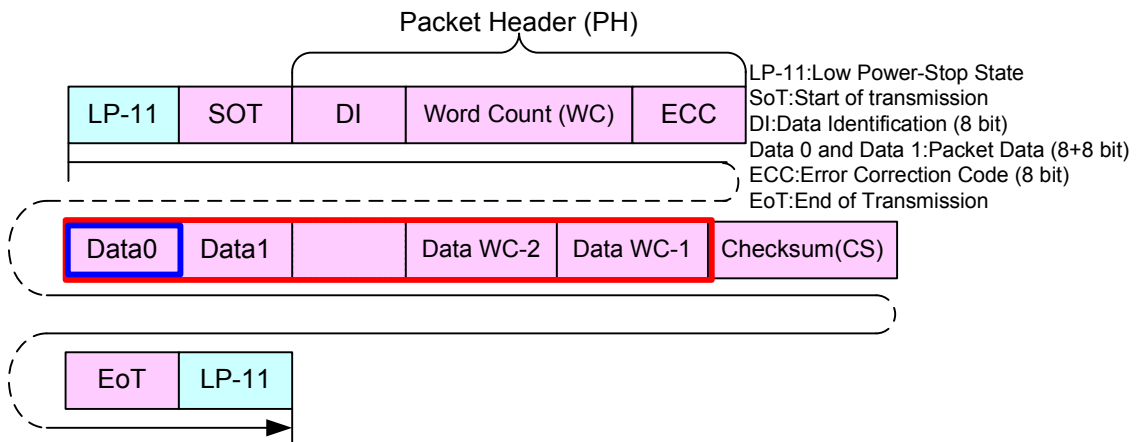 Packet Header (PH)
LP-11
SOT
DI
Word Count (WC)
ECC
LP-11:Low Power-Stop State
SoT:Start of transmission
DI:Data Identification (8 bit)
Data 0 and Data 1:Packet Data (8+8 bit)
ECC:Error Correction Code (8 bit)
EoT:End of Transmission
Data0
Data1
Data WC-2
Data WC-1
Checksum(CS)
EoT
LP-11